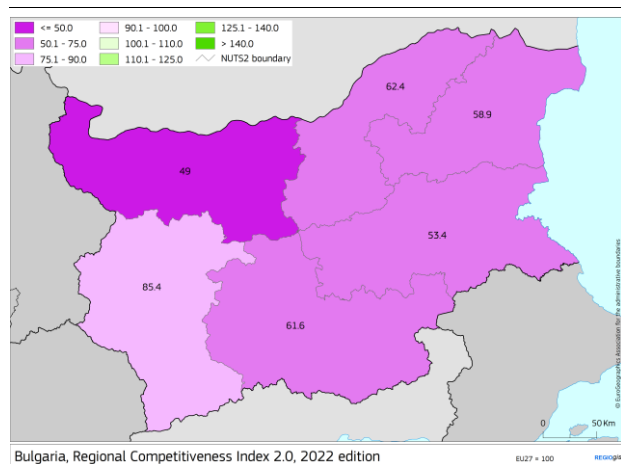 <= 50.0
50.1 - 75.0
75.1 - 90.0
90.1 - 100.0
100.1 - 110.0
110.1 - 125.0
125.1 - 140.0
> 140.0
NUTS2 boundary
62.4
58.9
49
53.4
85.4
61.6
© EuroGeographics Association for the administrative boundaries
0 50 Km
Bulgaria, Regional Competitiveness Index 2.0, 2022 edition
EU27 = 100
REGIOgis